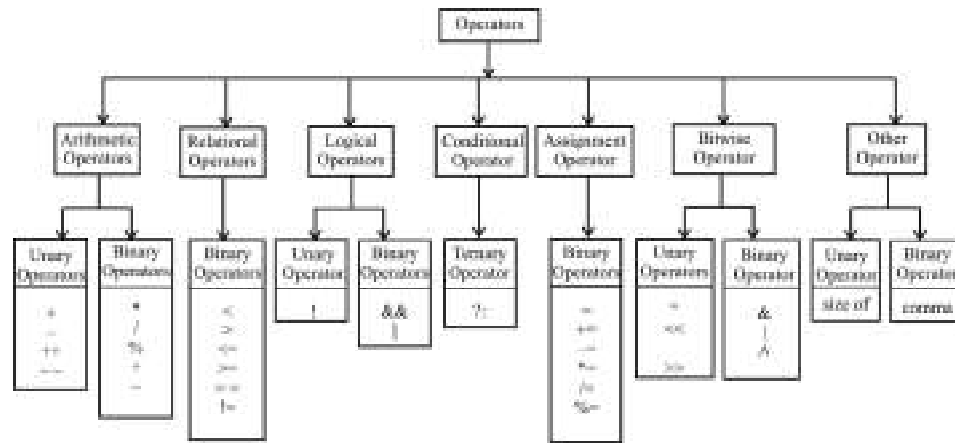 Operators
Arithmetic
Operators
Relational
Operators
Logical
Operators
Conditional
Operator
Assignment
Operator
Bitwise
Operator
Other
Operator
Unary
Operators
+
-
++
--
Binary
Operators
*
/
%
+
-
Binary
Operators
<
>
<=
>=
==
!=
Unary
Operator
!
Binary
Operators
&&
Ternary
Operator
?:
Binary
Operators
=
+=
-=
*=
/=
%=
Unary
Operators
<<
>>
Binary
Operator
&
|
Unary
Operator
size of
Binary
Operator
comma